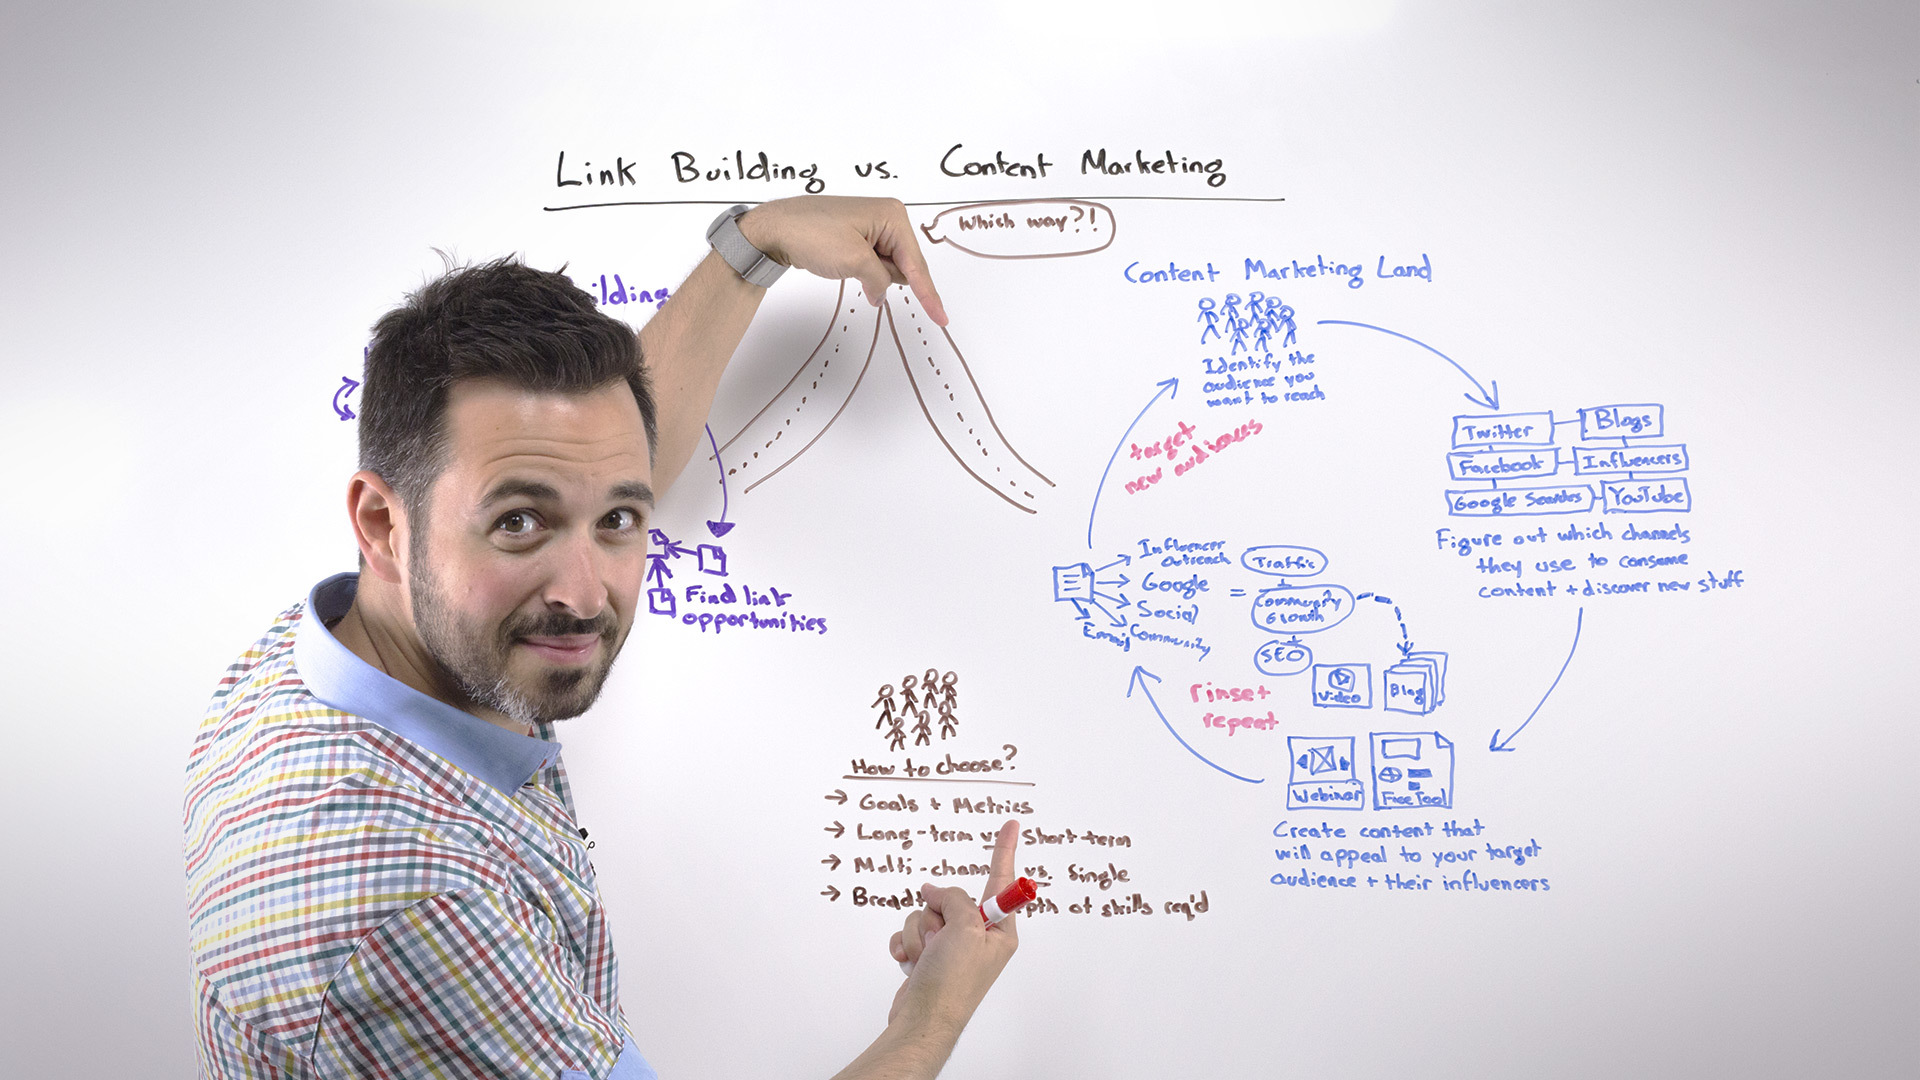 Link Building vs. Content Marketing
Which way?!
ilding
Find link
opportunities
Content Marketing Land
Identify the
audience you
want to reach
target
new audiences
Twitter
Blogs
Facebook
Influencers
Google Searches
YouTube
Figure out which channels
they use to consume
content + discover new stuff
Influencer
Outreach
Google
Social
Community
Email
=
Traffic
+
Community
Growth
+
SEO
Video
Blog
rinse +
repeat
Webinar
Free Tool
Create content that
will appeal to your target
audience + their influencers
How to choose?
→ Goals + Metrics
→ Long-term vs. Short-term
→ Multi-chann vs. Single
→ Breadt pth of skills req'd